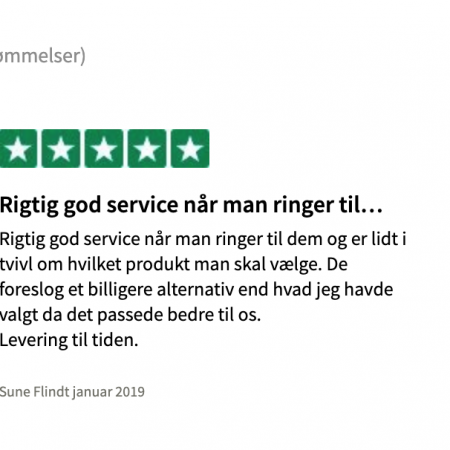 ømmelser)
Rigtig god service når man ringer til...
Rigtig god service når man ringer til dem og er lidt i
tvivl om hvilket produkt man skal vælge. De
foreslog et billigere alternativ end hvad jeg havde
valgt da det passede bedre til os.
Levering til tiden.
Sune Flindt januar 2019